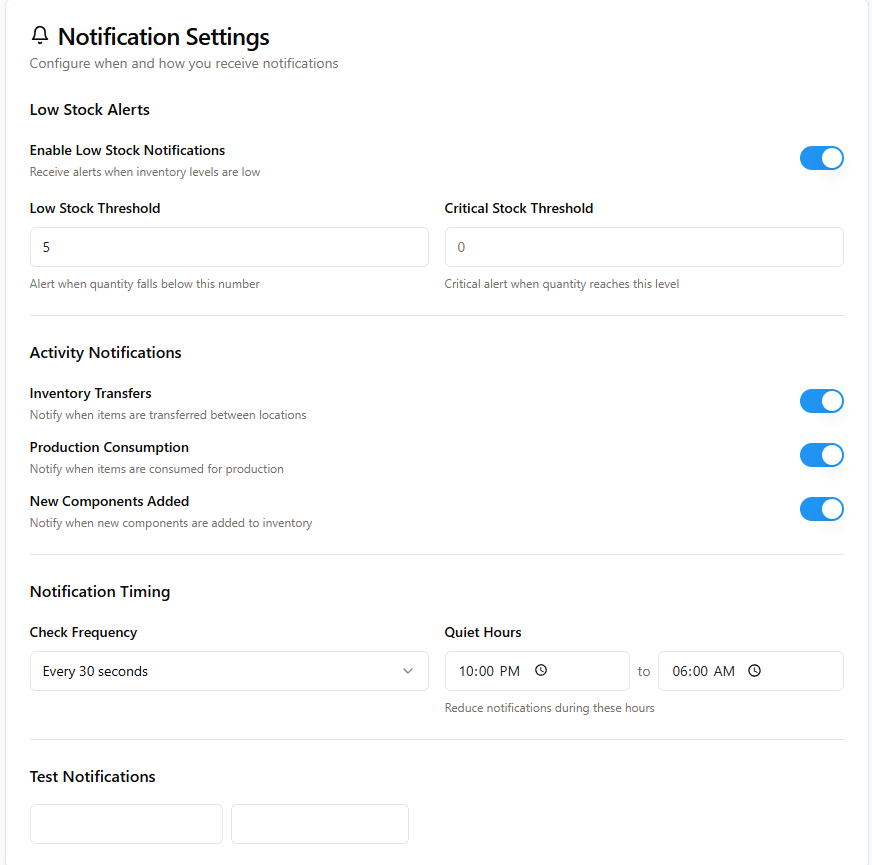 Notification Settings
Configure when and how you receive notifications
Low Stock Alerts
Enable Low Stock Notifications
Receive alerts when inventory levels are low
Low Stock Threshold
Critical Stock Threshold
5
0
Alert when quantity falls below this number
Critical alert when quantity reaches this level
Activity Notifications
Inventory Transfers
Notify when items are transferred between locations
Production Consumption
Notify when items are consumed for production
New Components Added
Notify when new components are added to inventory
Notification Timing
Check Frequency
Quiet Hours
Every 30 seconds
10:00 PM to 06:00 AM
Reduce notifications during these hours
Test Notifications